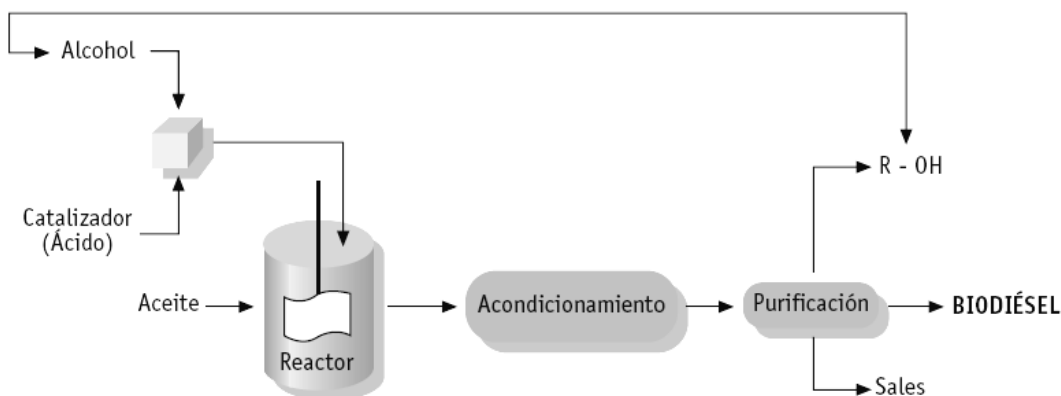 Alcohol
R - OH
Catalizador
(Ácido)
Aceite
Reactor
Acondicionamiento
Purificación
BIODIÉSEL
Sales